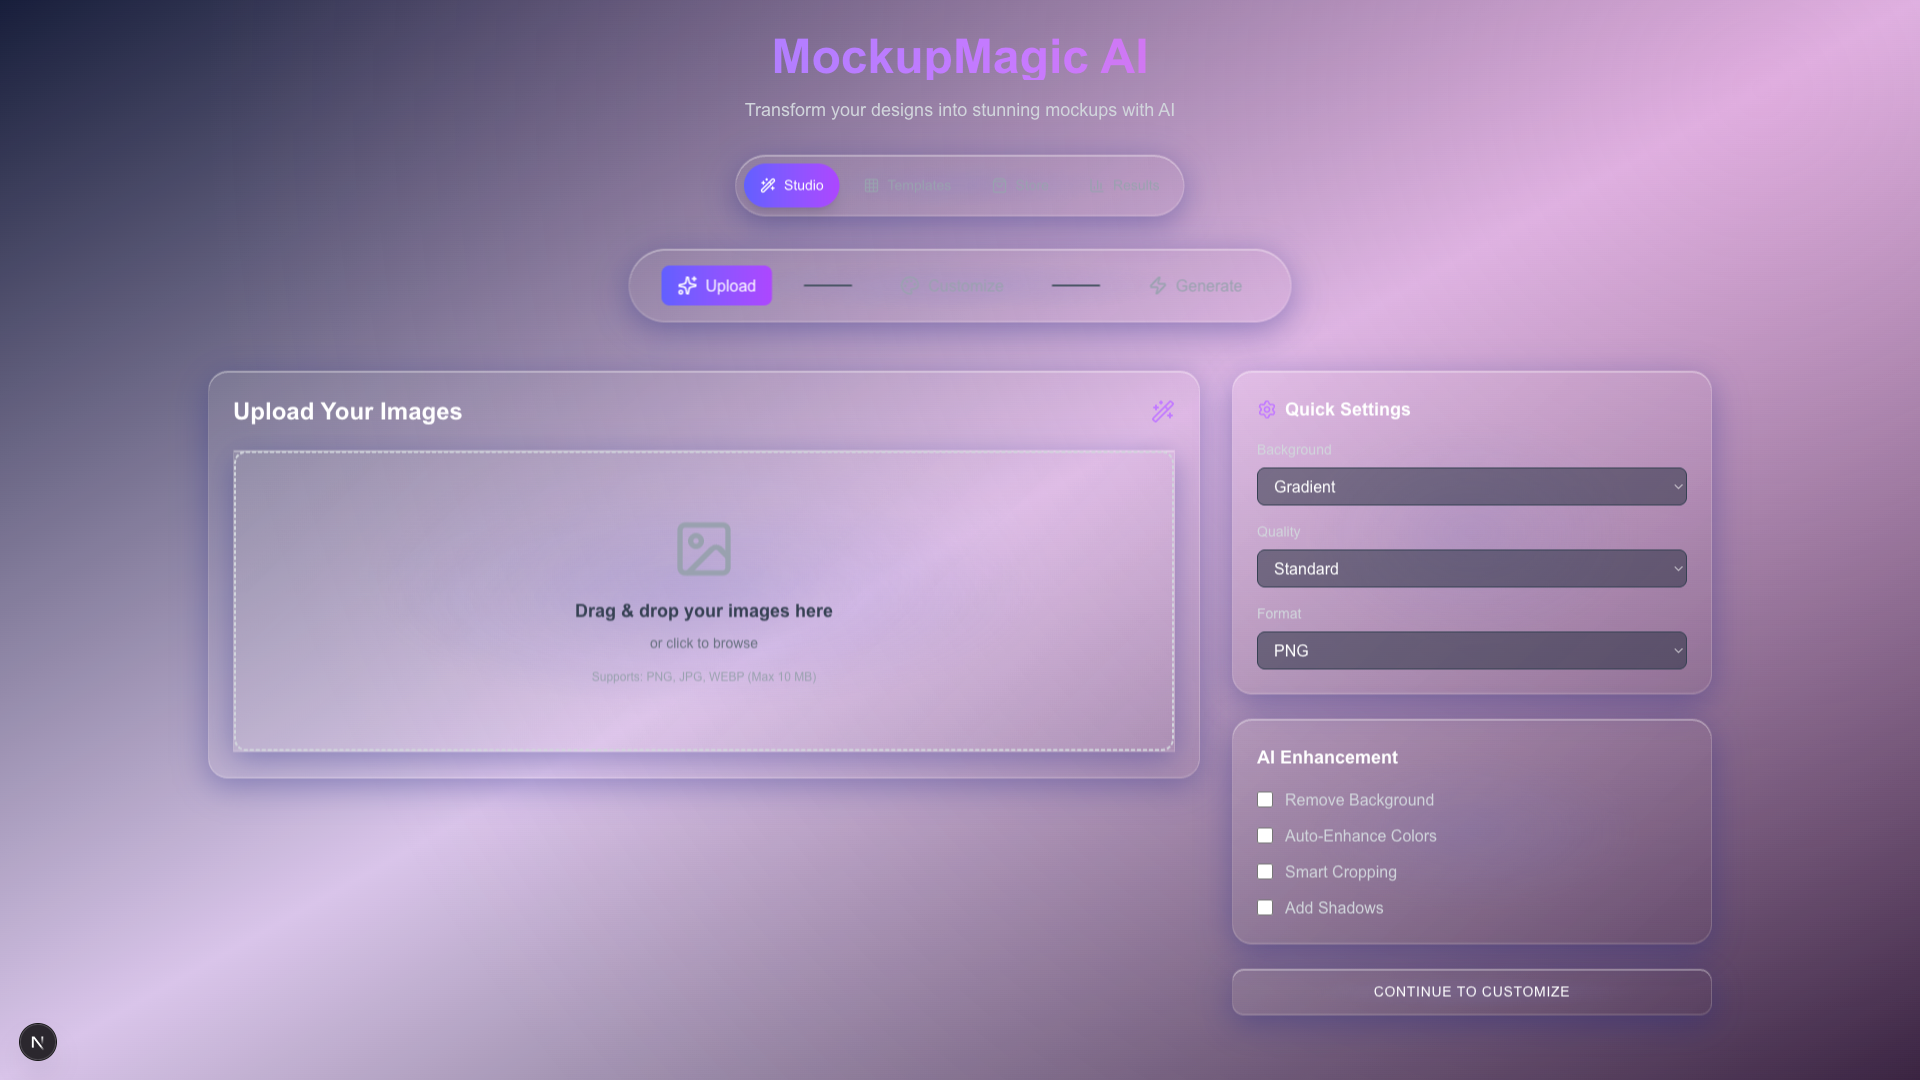 MockupMagic AI
Transform your designs into stunning mockups with AI
Studio
Templates
Results
Upload
Customize
Generate
Upload Your Images
Drag & drop your images here
or click to browse
Supports: PNG, JPG, WEBP (Max 10 MB)
Quick Settings
Background
Gradient
Quality
Standard
Format
PNG
AI Enhancement
Remove Background
Auto-Enhance Colors
Smart Cropping
Add Shadows
CONTINUE TO CUSTOMIZE
N